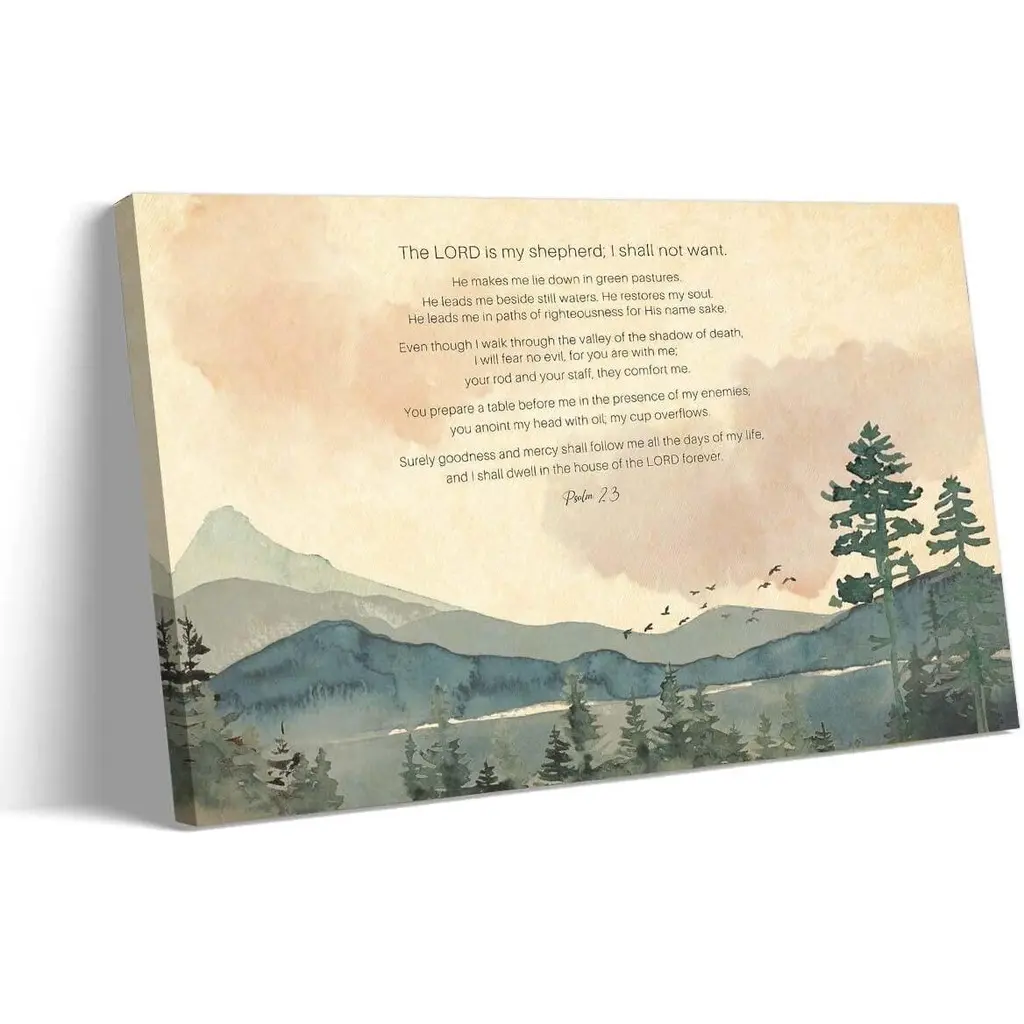 The LORD is my shepherd; I shall not want.
He makes me lie down in green pastures.
He leads me beside still waters. He restores my soul.
He leads me in paths of righteousness for His name sake.
Even though I walk through the valley of the shadow of death,
I will fear no evil, for you are with me;
your rod and your staff, they comfort me.
You prepare a table before me in the presence of my enemies;
you anoint my head with oil; my cup overflows.
Surely goodness and mercy shall follow me all the days of my life,
and I shall dwell in the house of the LORD forever.
Psalm 23